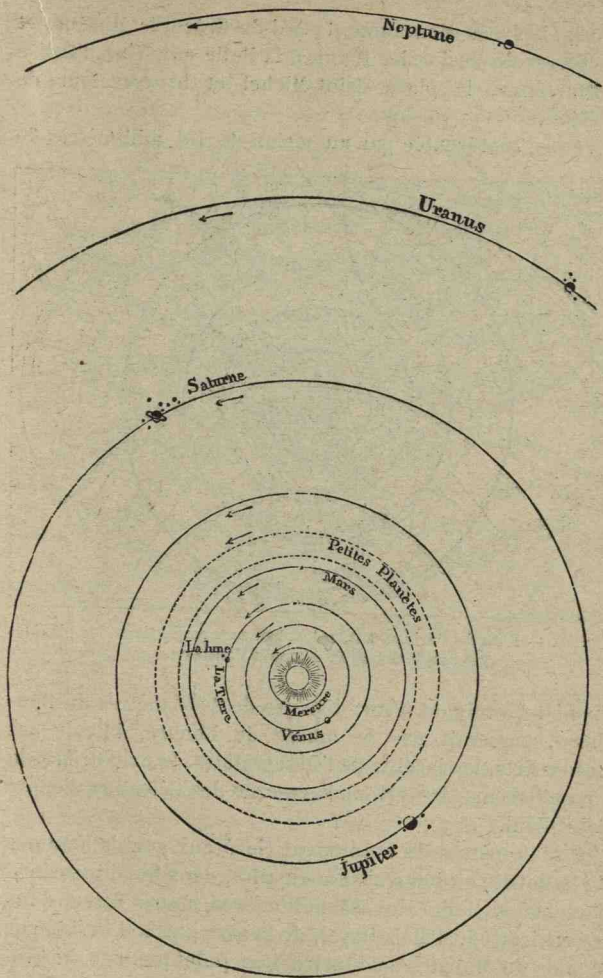 Neptune
Uranus
Saturne
Petites Planètes
Mars
La lune
La Terre
Mercure
Vénus
Jupiter